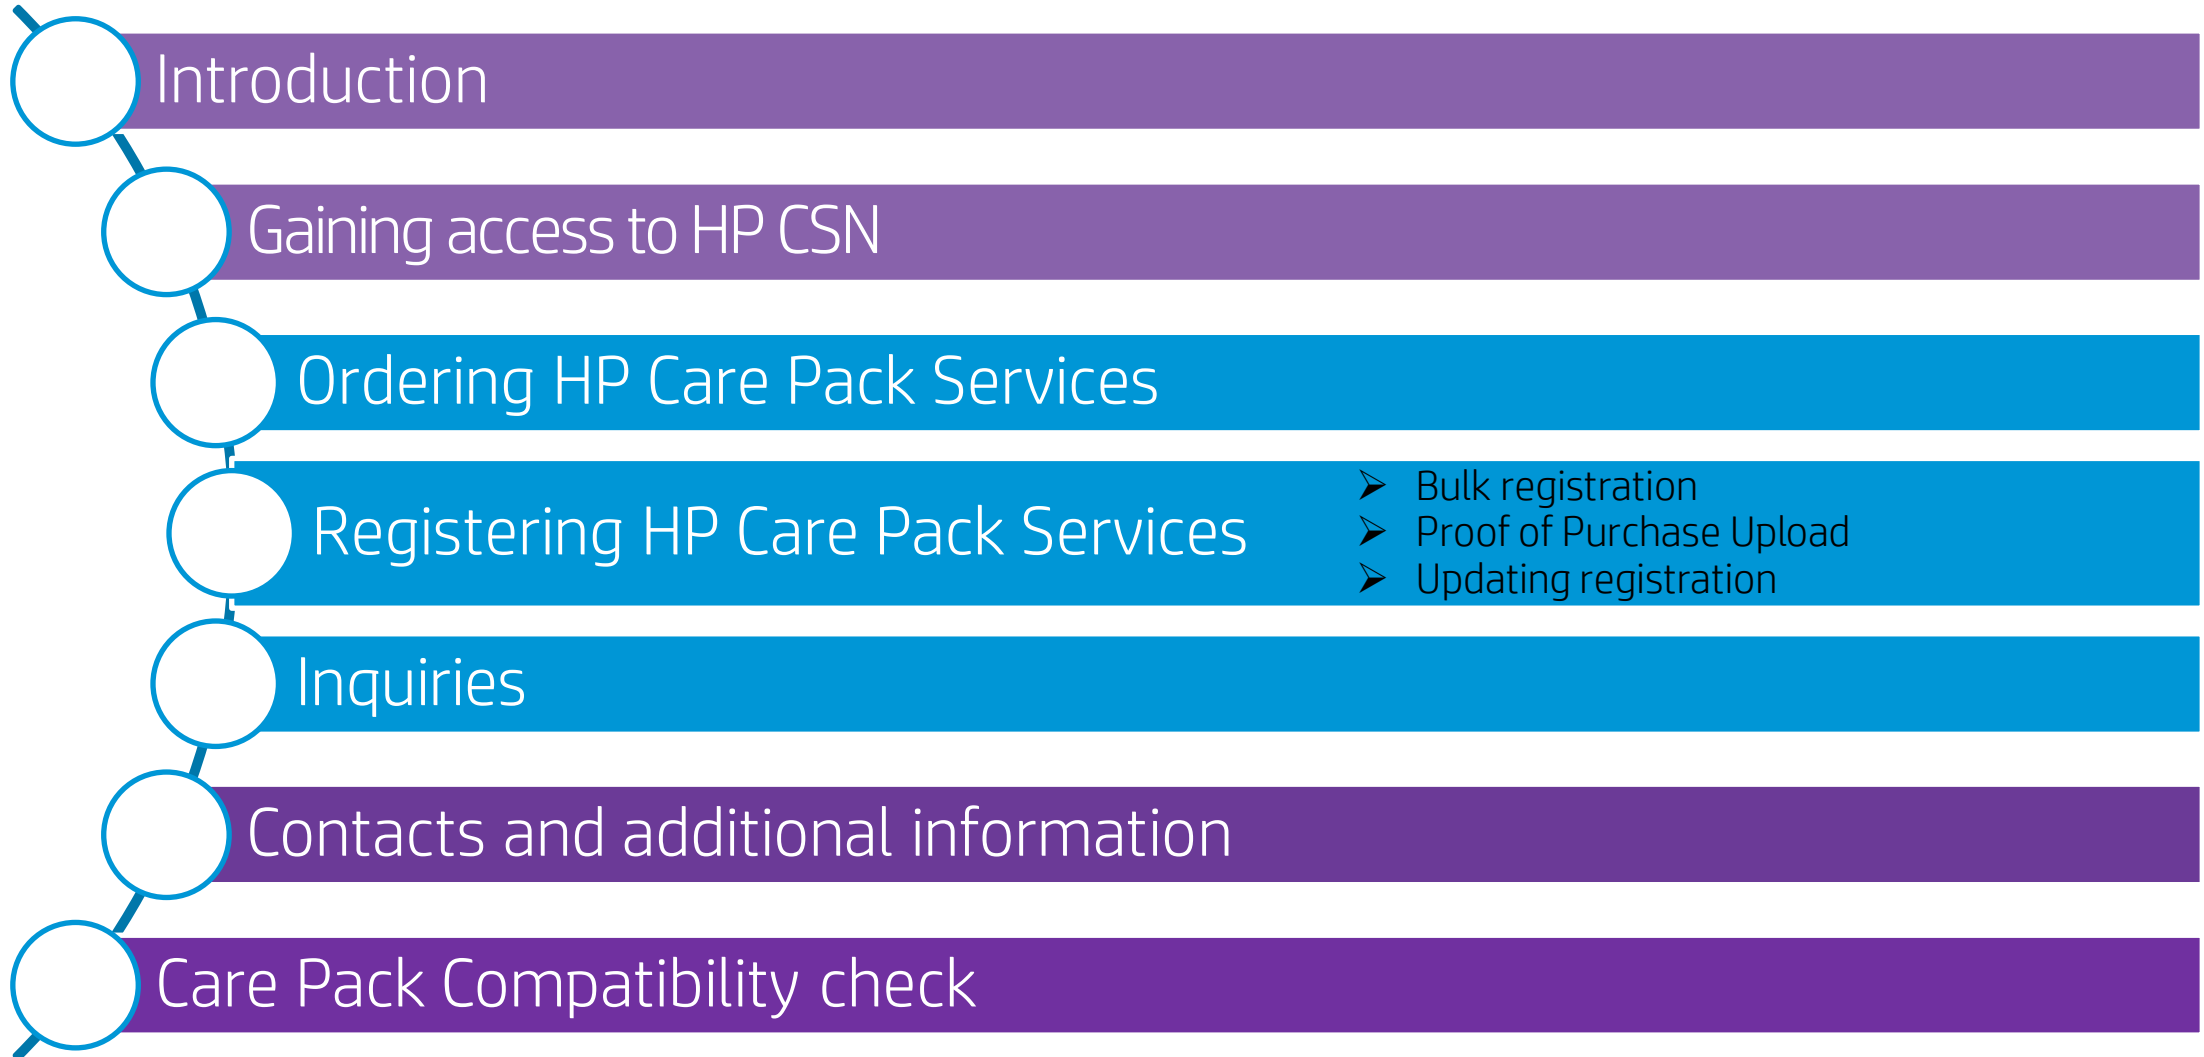 Introduction
Gaining access to HP CSN
Ordering HP Care Pack Services
Registering HP Care Pack Services
➢ Bulk registration
➢ Proof of Purchase Upload
➢ Updating registration
Inquiries
Contacts and additional information
Care Pack Compatibility check